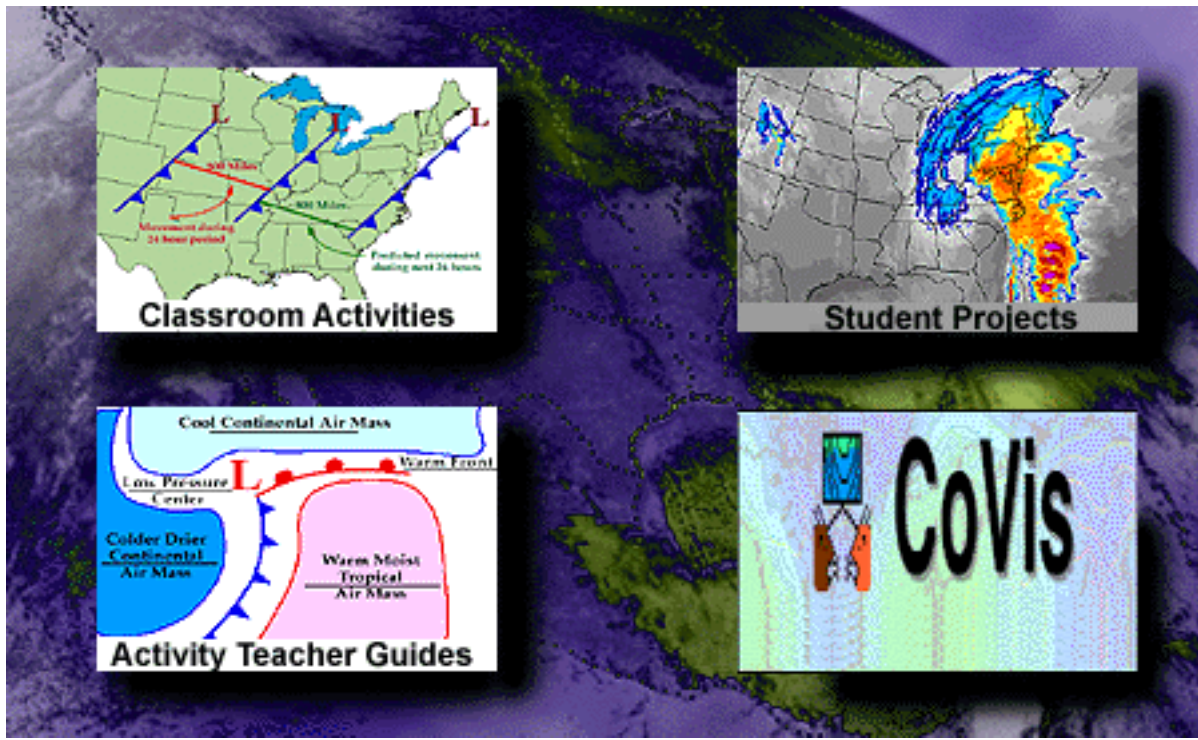 L
L
L
Miles
Miles
Movement during
24 hour period
Predicted movement
during next 24 hours
Classroom Activities
Student Projects
Cool Continental Air Mass
L
Warm Front
Low Pressure
Center
Colder Drier
Continental
Air Mass
Warm Moist
Tropical
Air Mass
Activity Teacher Guides
CoVis